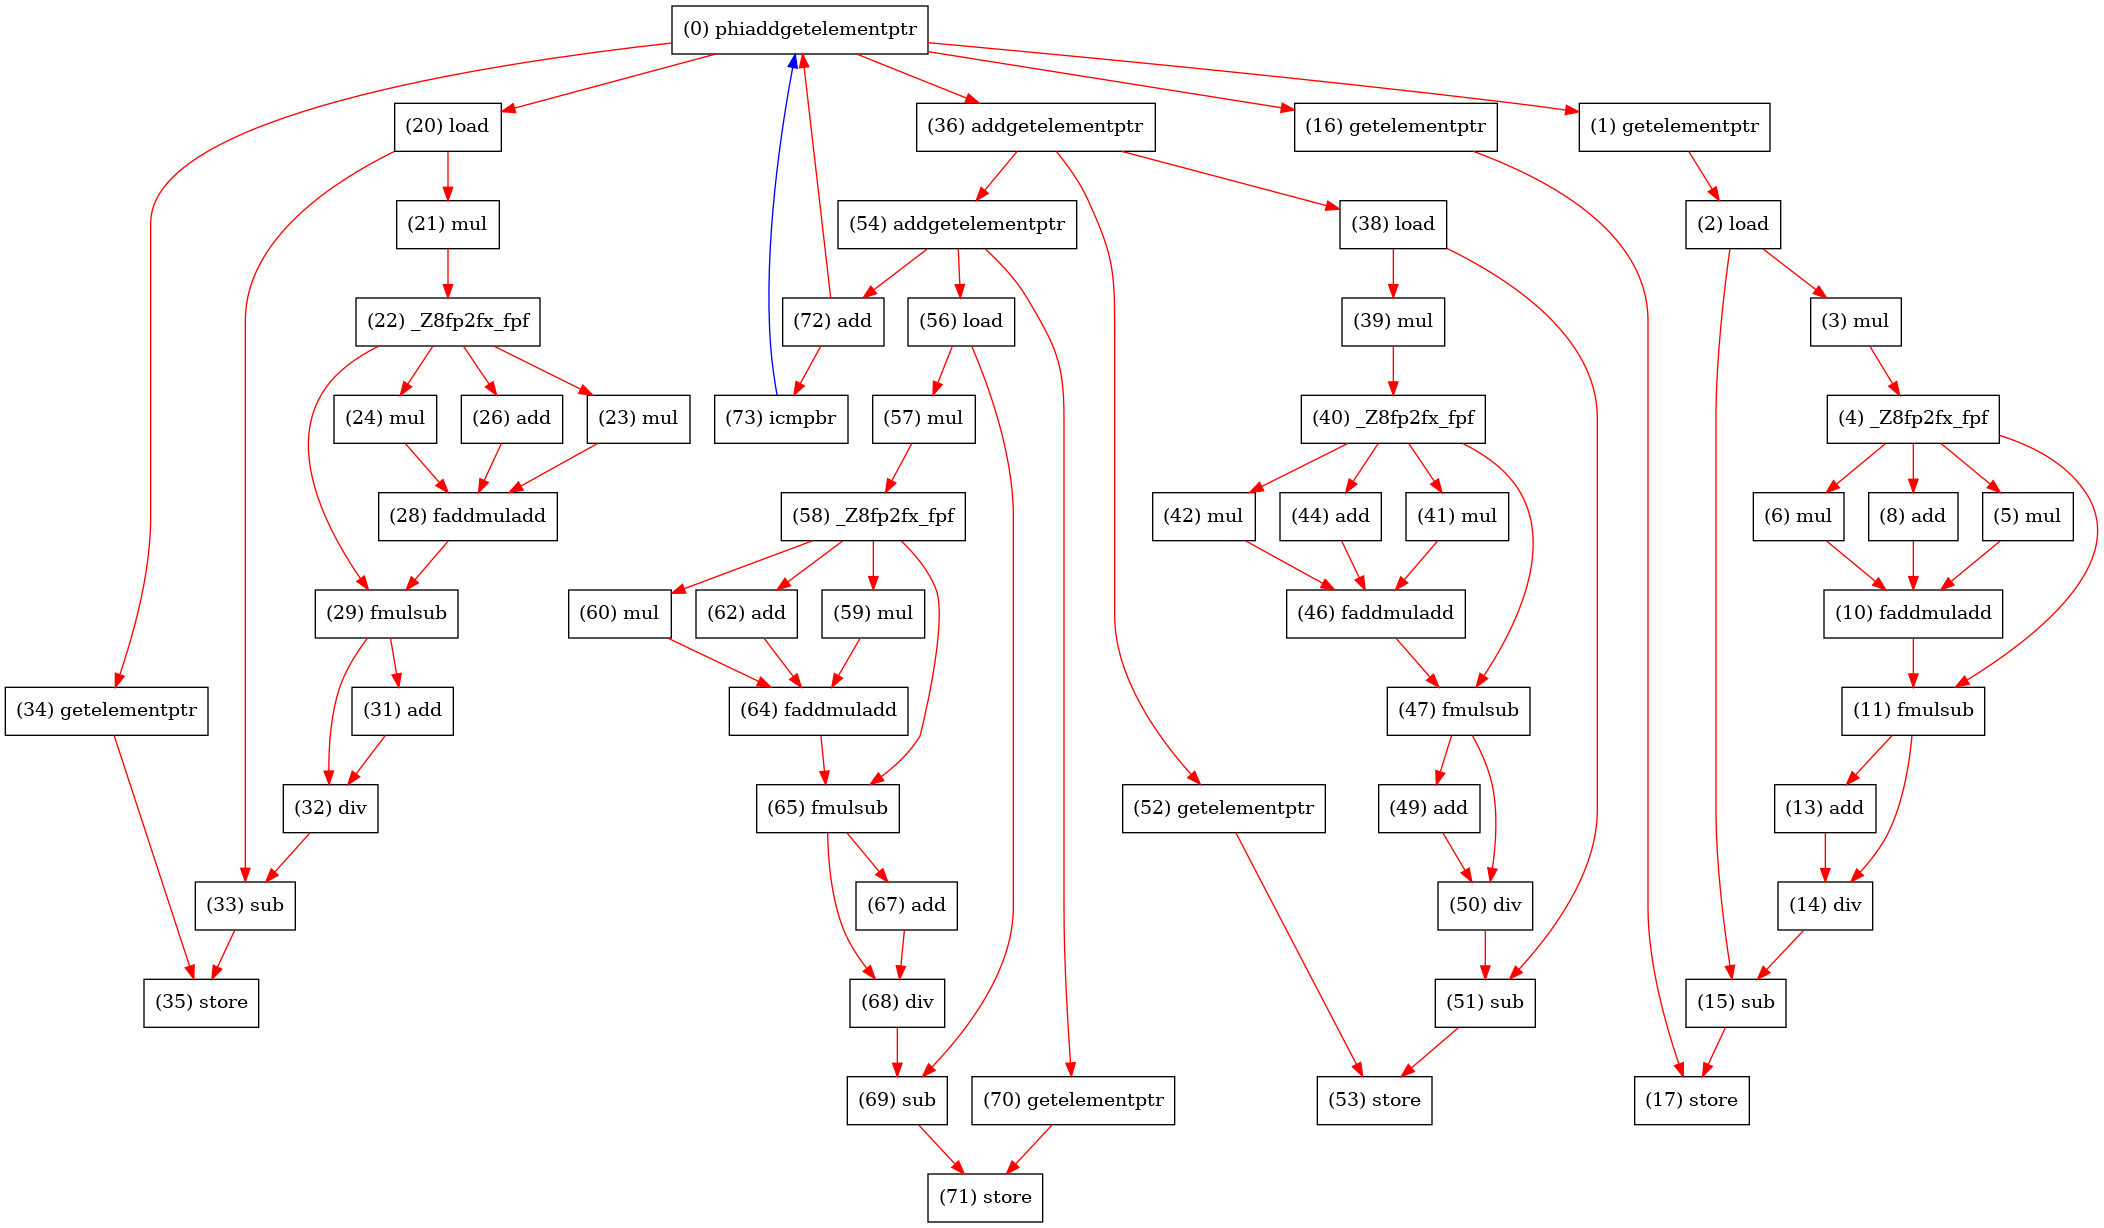 (0) phiaddgetelementptr
(20) load
(36) addgetelementptr
(16) getelementptr
(1) getelementptr
(21) mul
(54) addgetelementptr
(38) load
(2) load
(22) _Z8fp2fx_fpf
(72) add
(56) load
(39) mul
(3) mul
(24) mul
(26) add
(23) mul
(73) icmpbr
(57) mul
(40) _Z8fp2fx_fpf
(4) _Z8fp2fx_fpf
(28) faddmuladd
(58) _Z8fp2fx_fpf
(42) mul
(44) add
(41) mul
(6) mul
(8) add
(5) mul
(29) fmulsub
(60) mul
(62) add
(59) mul
(46) faddmuladd
(10) faddmuladd
(34) getelementptr
(31) add
(64) faddmuladd
(47) fmulsub
(11) fmulsub
(32) div
(65) fmulsub
(52) getelementptr
(49) add
(13) add
(33) sub
(67) add
(50) div
(14) div
(35) store
(68) div
(51) sub
(15) sub
(69) sub
(70) getelementptr
(53) store
(17) store
(71) store